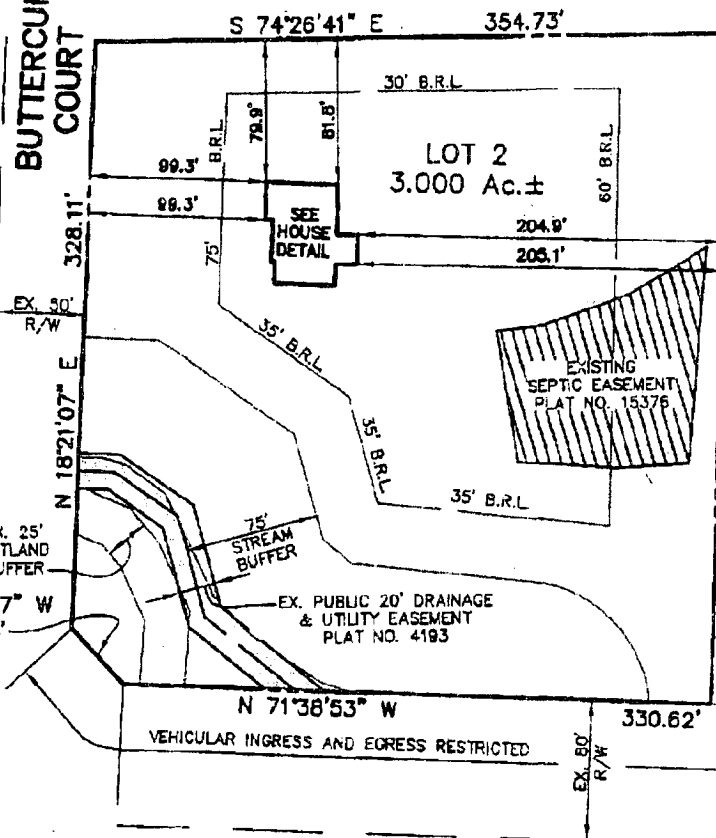 BUTTERCU
COURT
S 74°26'41" E
354.73'
30' B.R.L.
B.R.L.
79.9'
81.8'
LOT 2
3.000 Ac.±
60' B.R.L.
99.3'
99.3'
SEE
HOUSE
DETAIL
204.9'
205.1'
75'
328.11'
EX. 50'
R/W
35' B.R.L.
EXISTING
SEPTIC EASEMENT
PLAT NO. 15376
N 18°21'07" E
35' B.R.L.
35' B.R.L.
75'
STREAM
BUFFER
X. 25'
TLAND
UFFER
7" W
EX. PUBLIC 20' DRAINAGE
& UTILITY EASEMENT
PLAT NO. 4193
N 71°38'53" W
330.62'
VEHICULAR INGRESS AND EGRESS RESTRICTED
EX. 80'
R/W